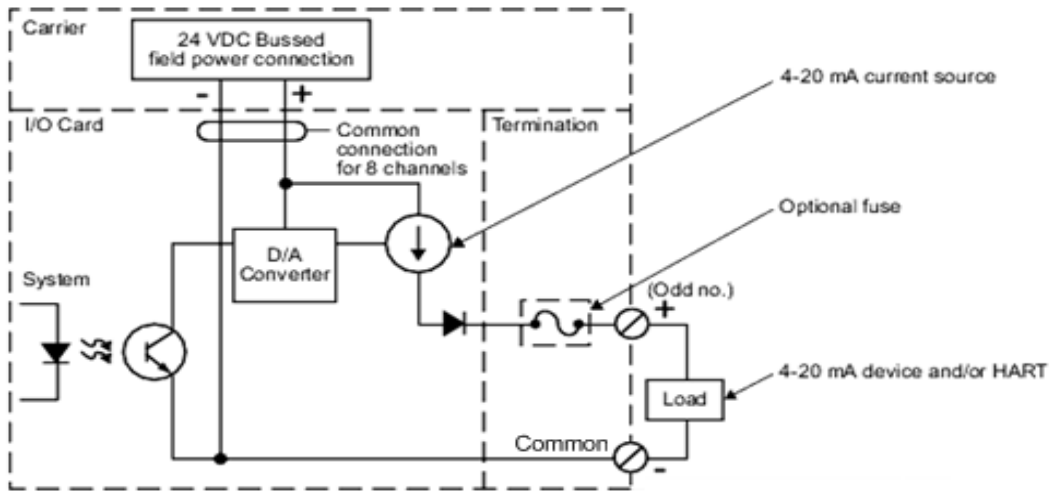 Carrier
24 VDC Bussed
field power connection
-
+
4-20 mA current source
I/O Card
Common
connection
for 8 channels
Termination
Optional fuse
D/A
Converter
System
(Odd no.)
+
4-20 mA device and/or HART
Load
Common
-